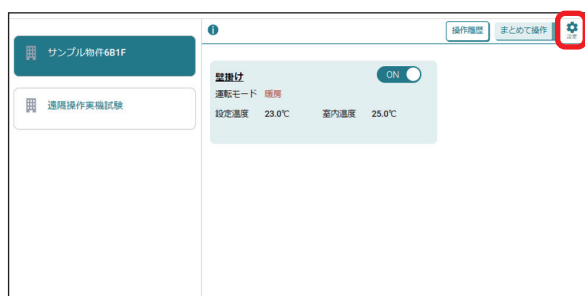 操作履歴
まとめて操作
設定
サンプル物件6B1F
遠隔操作実機試験
壁掛け
ON
運転モード 暖房
設定温度 23.0℃ 室内温度 25.0℃